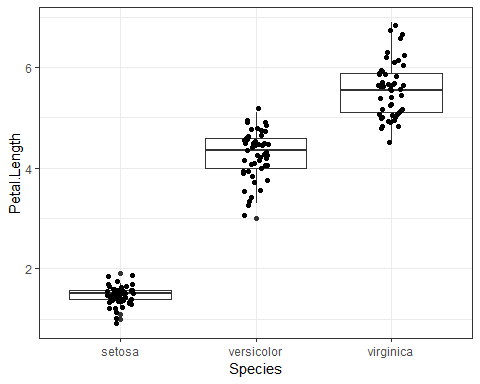 Petal.Length
6
4
2
setosa versicolor virginica
Species